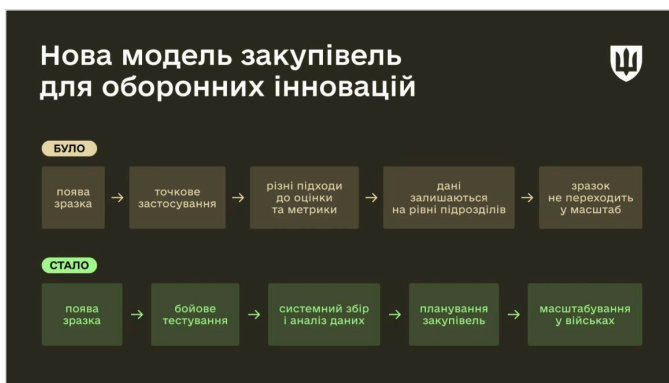 Нова модель закупівель
для оборонних інновацій
БУЛО
поява
зразка
точкове
застосування
різні підходи
до оцінки
та метрики
дані
залишаються
на рівні підрозділів
зразок
не переходить
у масштаб
СТАЛО
поява
зразка
бойове
тестування
системний збір
і аналіз даних
планування
закупівель
масштабування
у військах